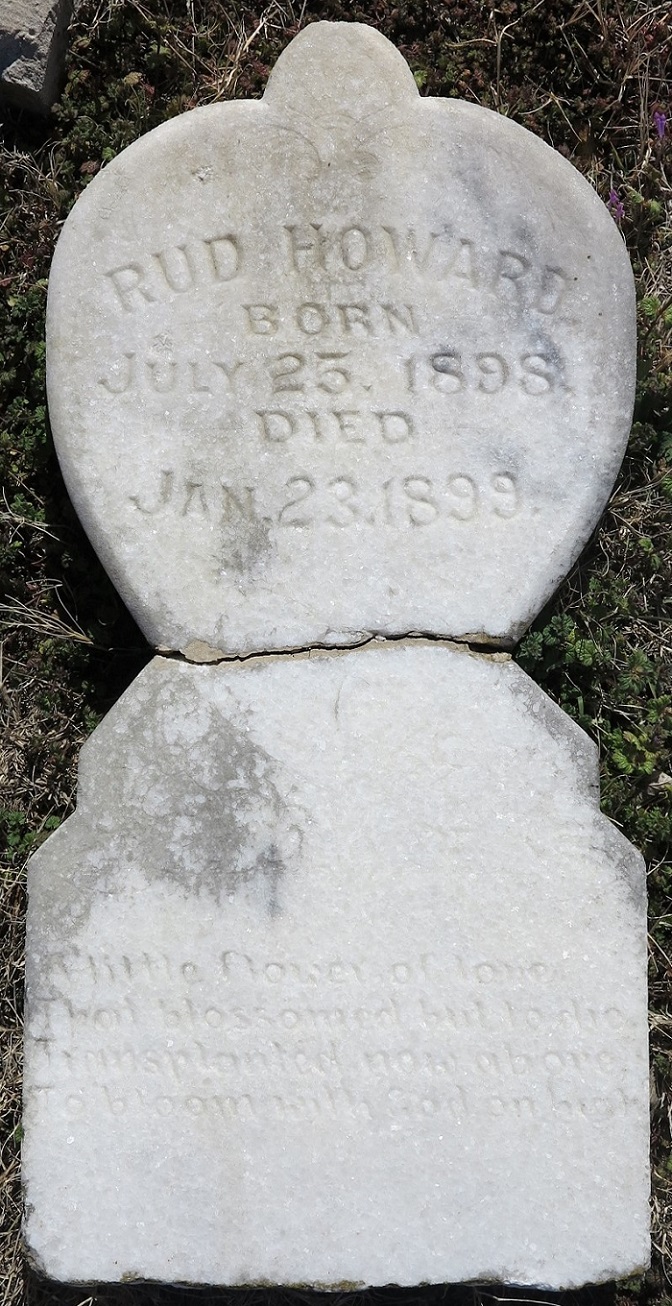 RUD HOWARD
BORN
JULY 25. 1898.
DIED
JAN. 23. 1899.
A little flower of love
That blossomed but to die
Transplanted now above
To bloom with God on high